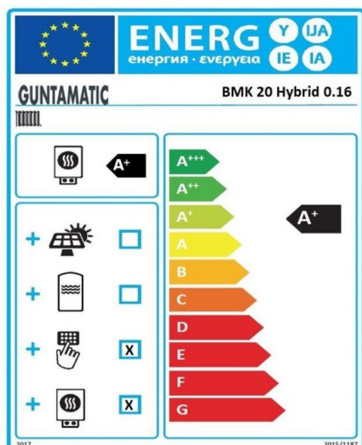 ENERG
енергия · ενεργεια
Y IJA
IE IA
GUNTAMATIC
BMK 20 Hybrid 0.16
A+
A+++
A++
A+
A+
A
B
C
D
X
E
F
X
G
2017
2015/1187